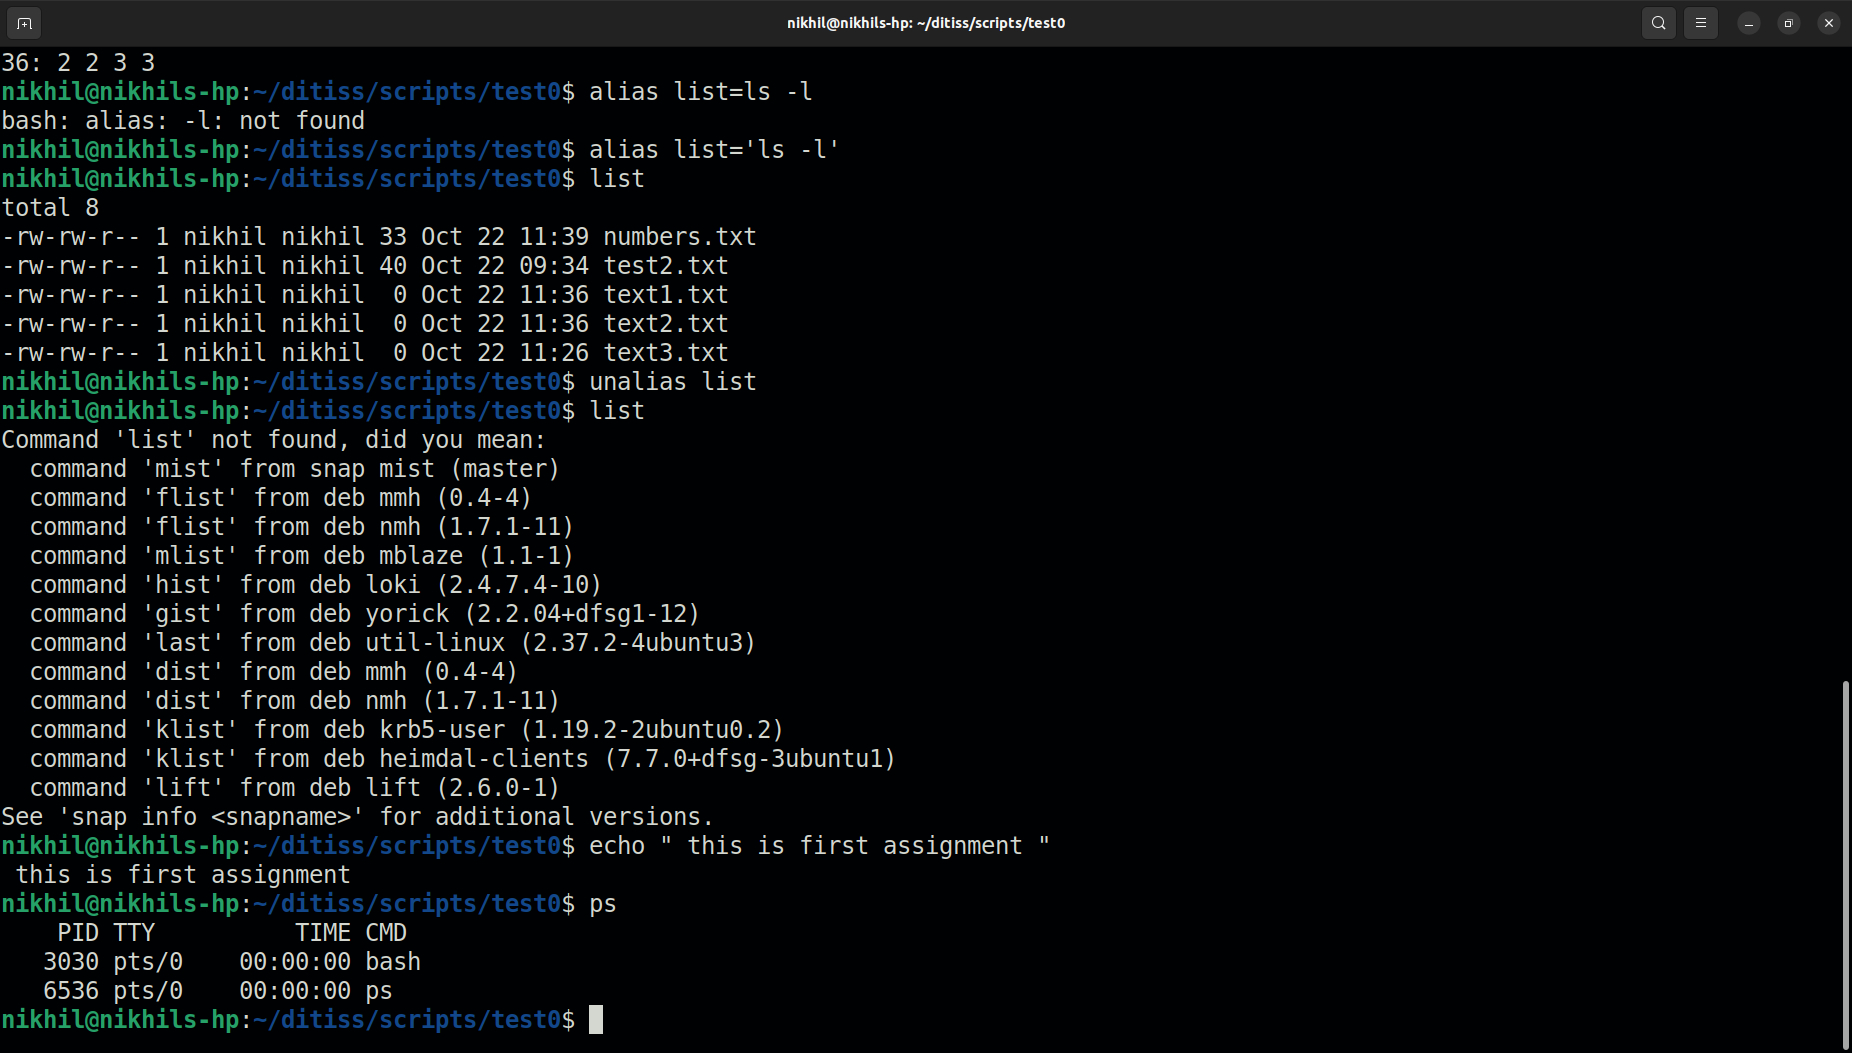 nikhil@nikhils-hp: ~/ditiss/scripts/test0
36: 2 2 3 3
nikhil@nikhils-hp:~/ditiss/scripts/test0$ alias list=ls -l
bash: alias: -l: not found
nikhil@nikhils-hp:~/ditiss/scripts/test0$ alias list='ls -l'
nikhil@nikhils-hp:~/ditiss/scripts/test0$ list
total 8
-rw-rw-r-- 1 nikhil nikhil 33 Oct 22 11:39 numbers.txt
-rw-rw-r-- 1 nikhil nikhil 40 Oct 22 09:34 test2.txt
-rw-rw-r-- 1 nikhil nikhil  0 Oct 22 11:36 text1.txt
-rw-rw-r-- 1 nikhil nikhil  0 Oct 22 11:36 text2.txt
-rw-rw-r-- 1 nikhil nikhil  0 Oct 22 11:26 text3.txt
nikhil@nikhils-hp:~/ditiss/scripts/test0$ unalias list
nikhil@nikhils-hp:~/ditiss/scripts/test0$ list
Command 'list' not found, did you mean:
  command 'mist' from snap mist (master)
  command 'flist' from deb mmh (0.4-4)
  command 'flist' from deb nmh (1.7.1-11)
  command 'mlist' from deb mblaze (1.1-1)
  command 'hist' from deb loki (2.4.7.4-10)
  command 'gist' from deb yorick (2.2.04+dfsg1-12)
  command 'last' from deb util-linux (2.37.2-4ubuntu3)
  command 'dist' from deb mmh (0.4-4)
  command 'dist' from deb nmh (1.7.1-11)
  command 'klist' from deb krb5-user (1.19.2-2ubuntu0.2)
  command 'klist' from deb heimdal-clients (7.7.0+dfsg-3ubuntu1)
  command 'lift' from deb lift (2.6.0-1)
See 'snap info <snapname>' for additional versions.
nikhil@nikhils-hp:~/ditiss/scripts/test0$ echo " this is first assignment "
 this is first assignment
nikhil@nikhils-hp:~/ditiss/scripts/test0$ ps
    PID TTY          TIME CMD
   3030 pts/0    00:00:00 bash
   6536 pts/0    00:00:00 ps
nikhil@nikhils-hp:~/ditiss/scripts/test0$